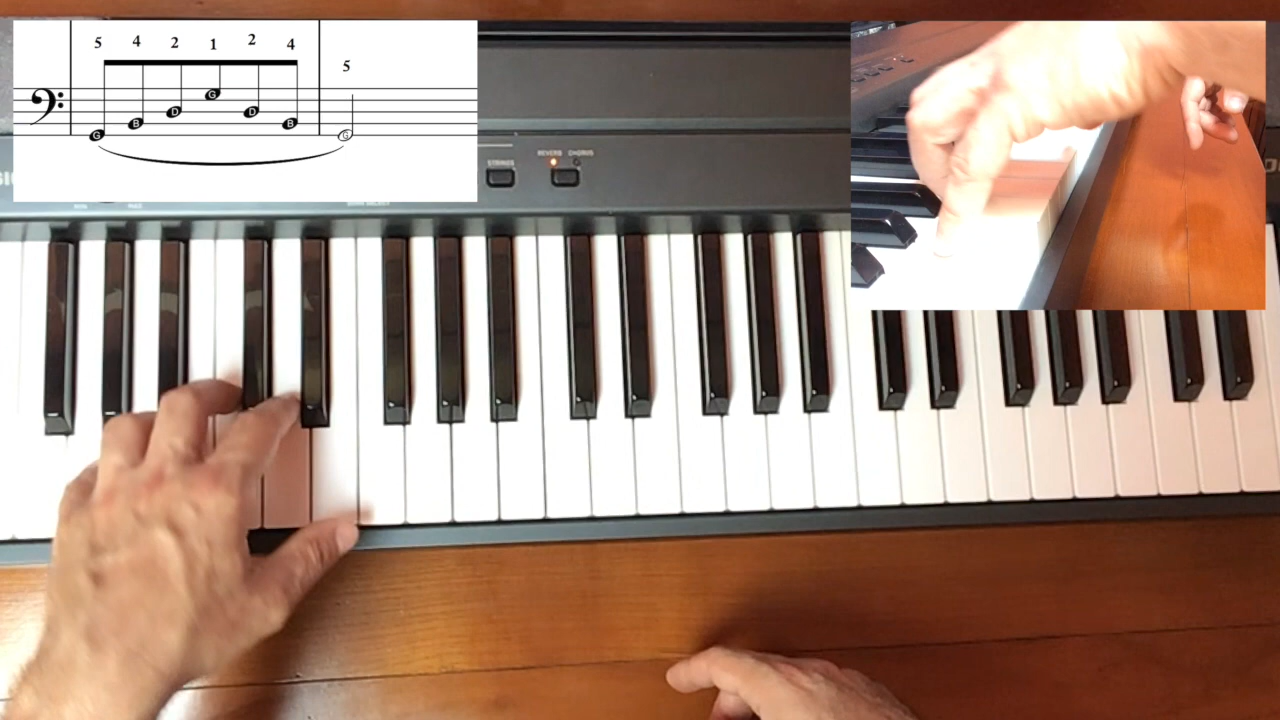 5 4 2 1 2 4
5
G B D G D B G
STRINGS REVERB CHORUS